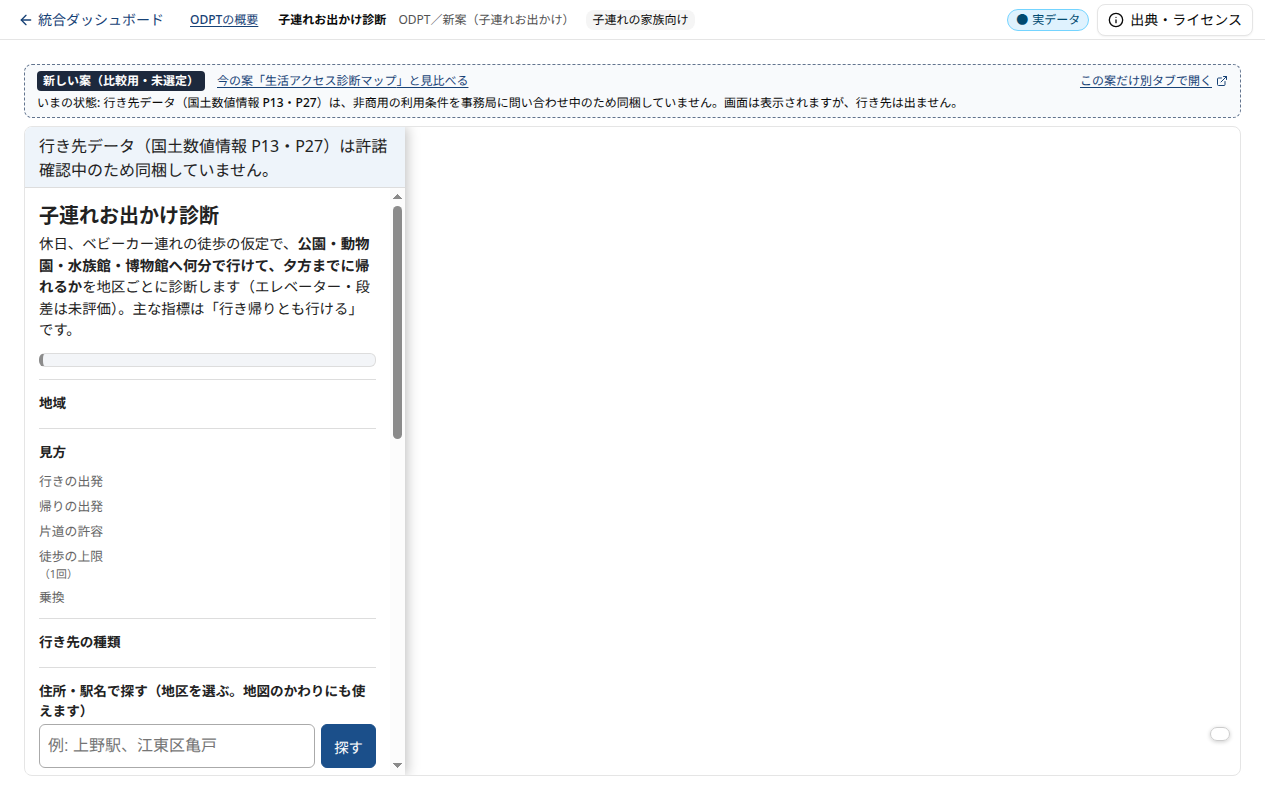 統合ダッシュボード ODPTの概要 子連れお出かけ診断 ODPT／新案（子連れお出かけ） 子連れの家族向け 実データ 出典・ライセンス
新しい案（比較用・未選定） 今の案「生活アクセス診断マップ」と見比べる この案だけ別タブで開く
いまの状態: 行き先データ（国土数値情報 P13・P27）は、非商用の利用条件を事務局に問い合わせ中のため同梱していません。画面は表示されますが、行き先は出ません。
行き先データ（国土数値情報 P13・P27）は許諾
確認中のため同梱していません。
子連れお出かけ診断
休日、ベビーカー連れの徒歩の仮定で、公園・動物
園・水族館・博物館へ何分で行けて、夕方までに帰
れるかを地区ごとに診断します（エレベーター・段
差は未評価）。主な指標は「行き帰りとも行ける」
です。
地域
見方
行きの出発
帰りの出発
片道の許容
徒歩の上限
（1回）
乗換
行き先の種類
住所・駅名で探す（地区を選ぶ。地図のかわりにも使
えます）
例: 上野駅、江東区亀戸 探す